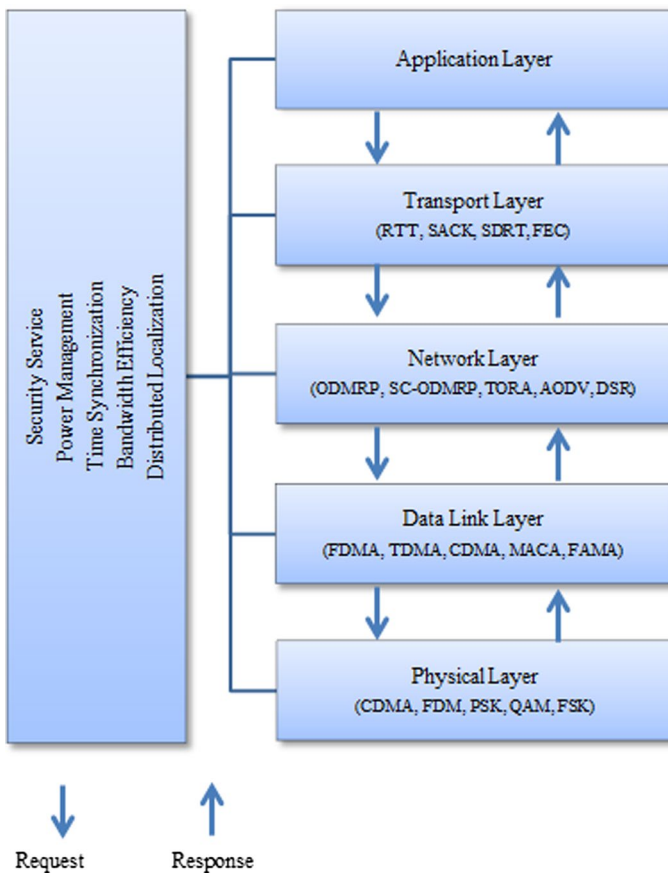 Security Service
Power Management
Time Synchronization
Bandwidth Efficiency
Distributed Localization
Application Layer
Transport Layer
(RTT, SACK, SDRT, FEC)
Network Layer
(ODMRP, SC-ODMRP, TORA, AODV, DSR)
Data Link Layer
(FDMA, TDMA, CDMA, MACA, FAMA)
Physical Layer
(CDMA, FDM, PSK, QAM, FSK)
Request
Response